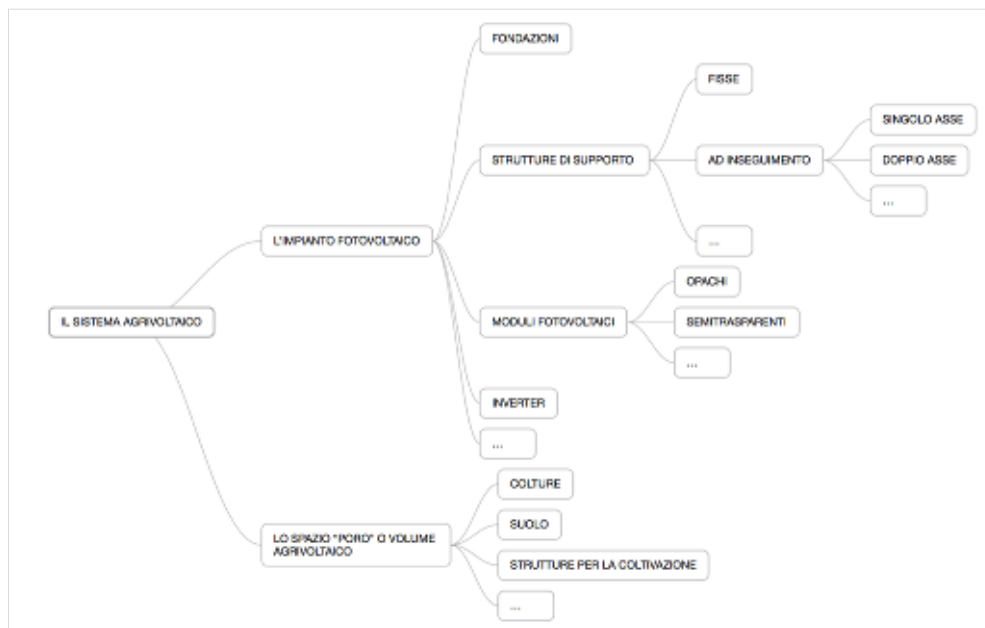 FONDAZIONI
FISSE
SINGOLO ASSE
STRUTTURE DI SUPPORTO
AD INSEGUIMENTO
DOPPIO ASSE
...
L'IMPIANTO FOTOVOLTAICO
...
OPACHI
IL SISTEMA AGRIVOLTAICO
MODULI FOTOVOLTAICI
SEMITRASPARENTI
...
INVERTER
...
COLTURE
SUOLO
LO SPAZIO "PORO" O VOLUME
AGRIVOLTAICO
STRUTTURE PER LA COLTIVAZIONE
...